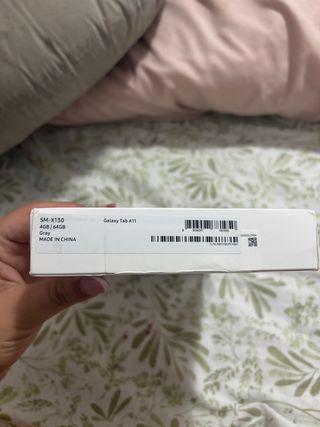 SM-X130
4GB | 64GB
Gray
MADE IN CHINA
Galaxy Tab A11